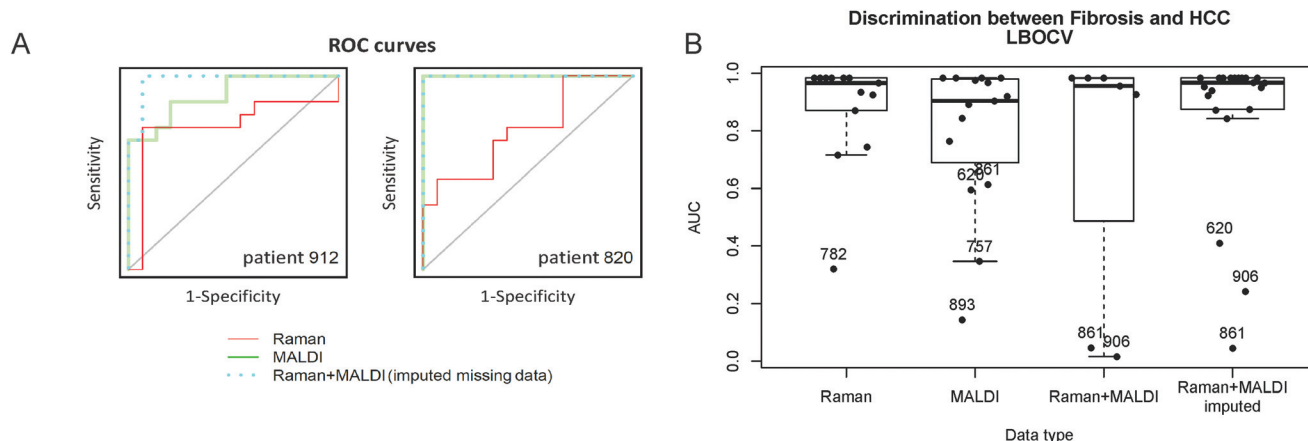 A
ROC curves
Sensitivity
patient 912
1-Specificity
Sensitivity
patient 820
1-Specificity
Raman
MALDI
Raman+MALDI (imputed missing data)
B
Discrimination between Fibrosis and HCC
LBOCV
AUC
1.0
0.8
0.6
0.4
0.2
0.0
782
620
861
757
893
861
906
620
906
861
Raman
MALDI
Raman+MALDI
Raman+MALDI
imputed
Data type